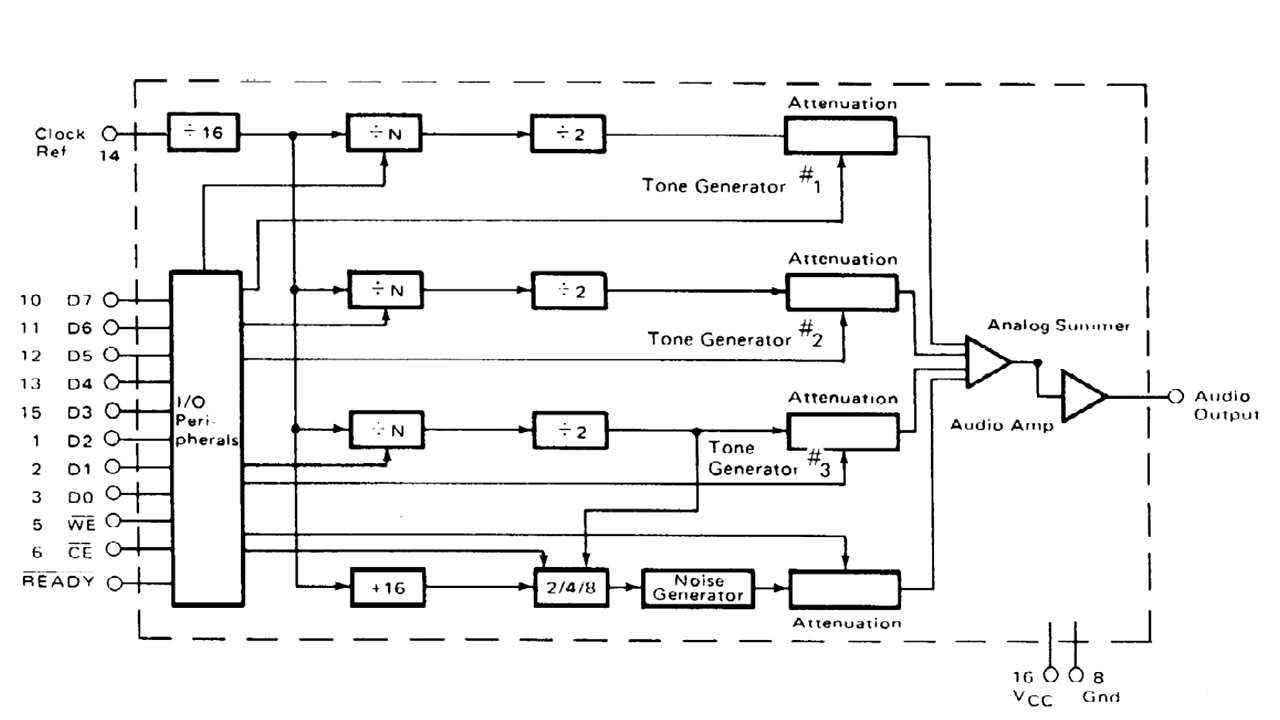 Attenuation
Clock
Ref
14
÷ 16
÷ N
÷ 2
Tone Generator #1
Attenuation
÷ N
÷ 2
Tone Generator #2
10 D7
11 D6
12 D5
13 D4
15 D3
1 D2
2 D1
3 D0
5 WE
6 CE
READY
I/O
Peri-
pherals
Analog Summer
Audio Amp
Audio
Output
Attenuation
÷ N
÷ 2
Tone
Generator #3
+16
2/4/8
Noise
Generator
Attenuation
16 8
VCC Gnd